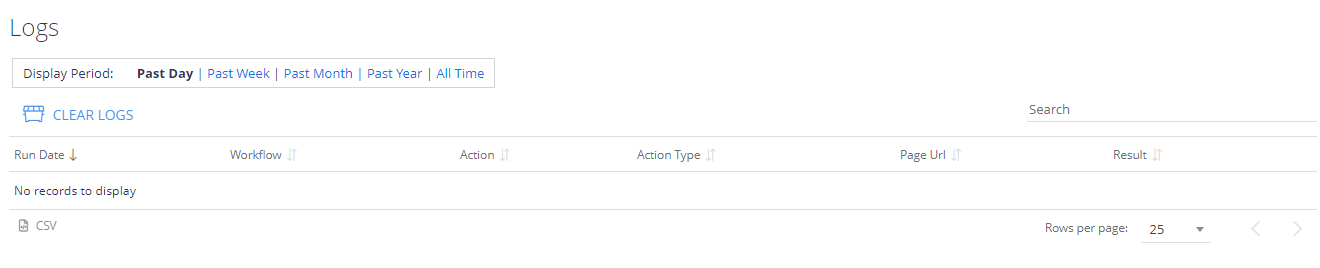 Logs
Display Period: Past Day | Past Week | Past Month | Past Year | All Time
CLEAR LOGS
Search
Run Date Workflow Action Action Type Page Url Result
No records to display
CSV
Rows per page: 25